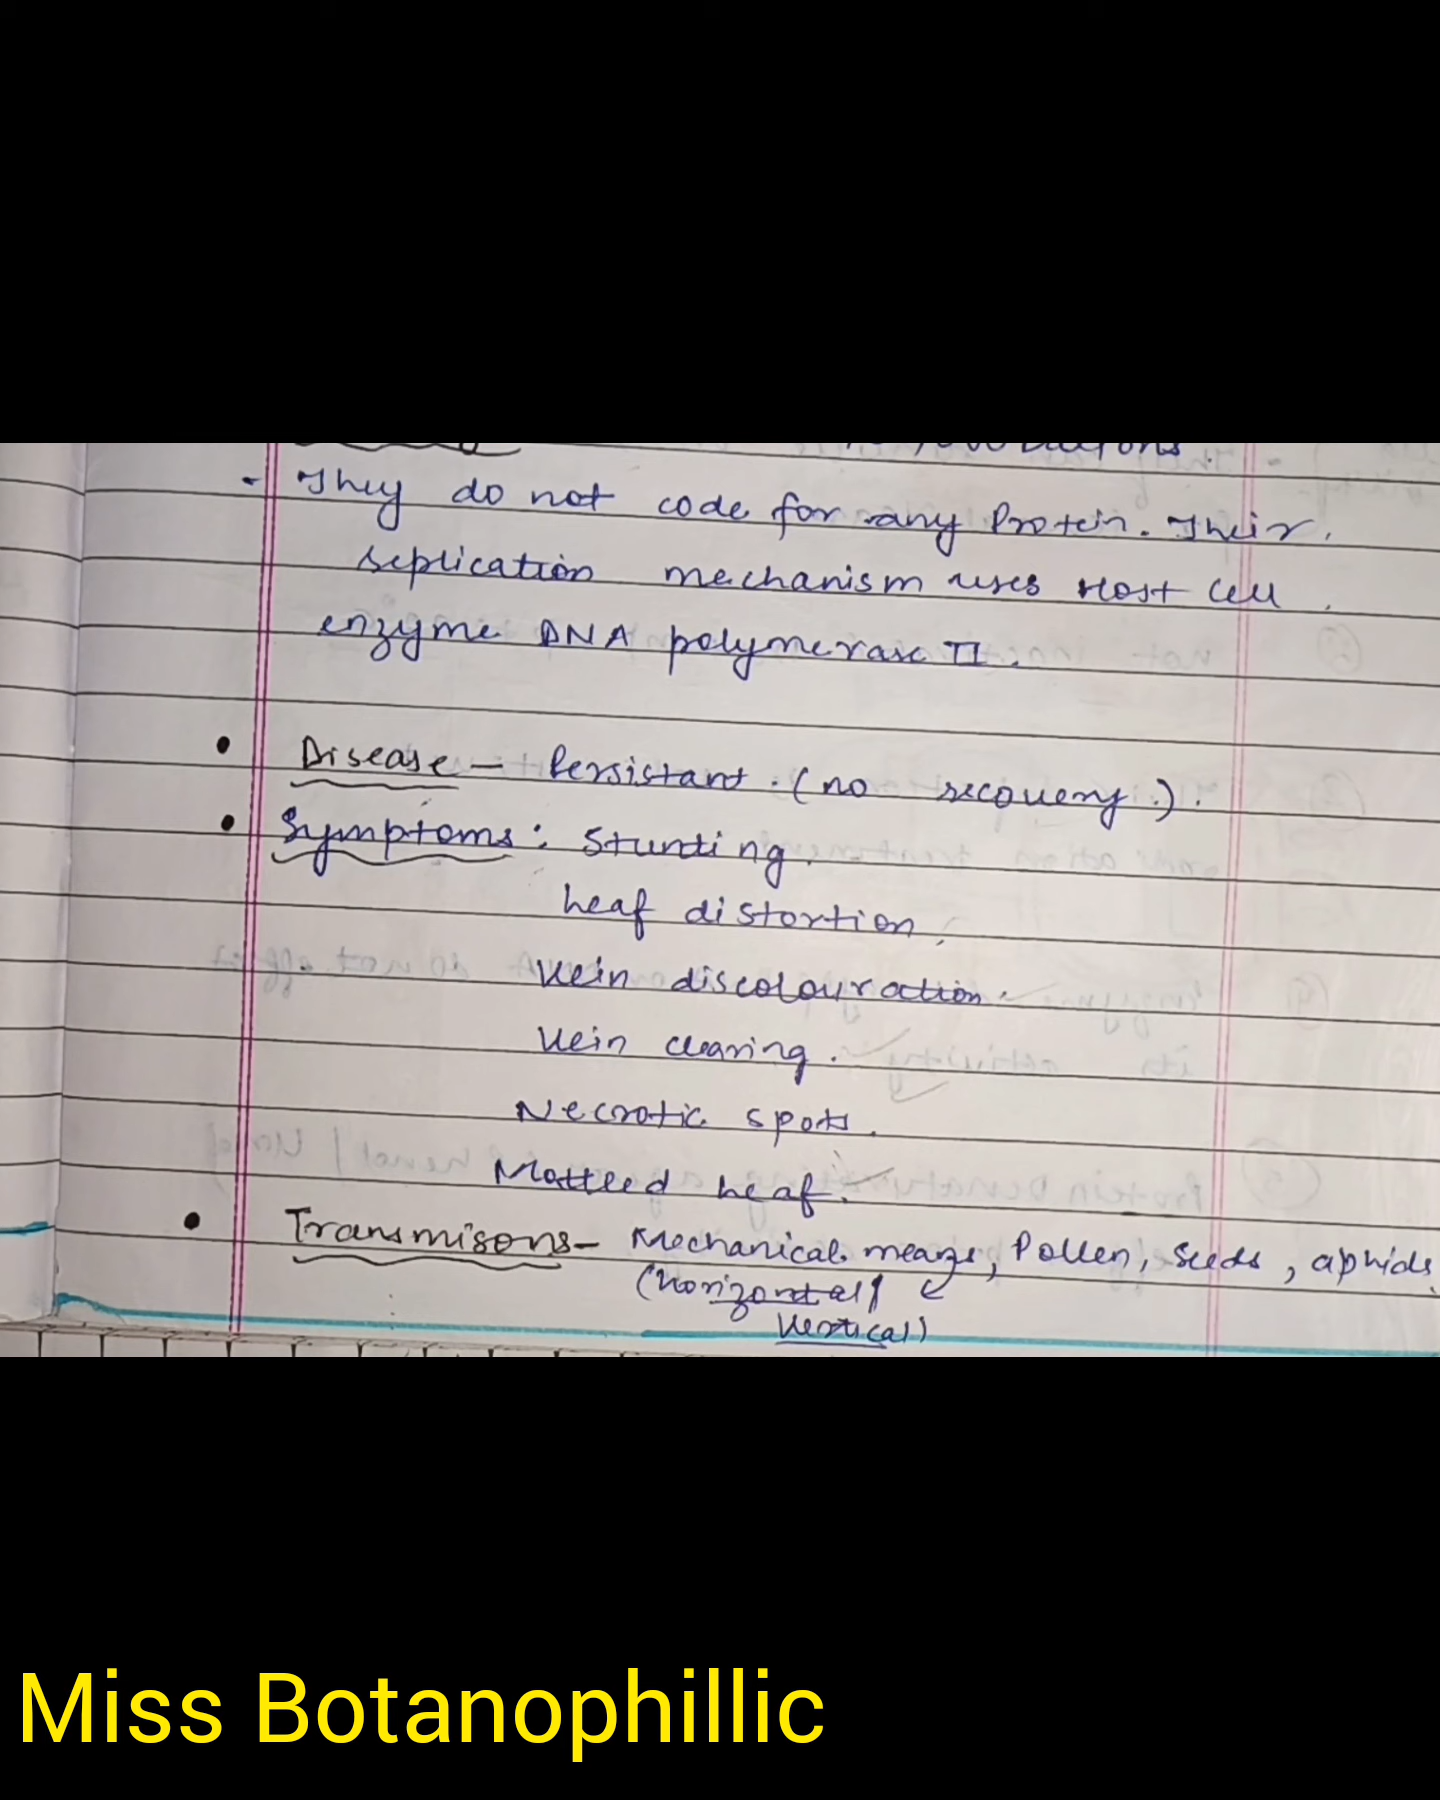 - They do not code for any Protein. Their
replication mechanism uses Host cell
enzyme DNA polymerase II.
• Disease - Persistant. (no recovery.).
• Symptoms: Stunting.
Leaf distortion.
Vein discolouration.
Vein clearing.
Necrotic spots.
Mottled leaf.
• Transmisons - Mechanical means, Pollen, Seeds, aphids.
(horizontal/
Vertical)
Miss Botanophillic